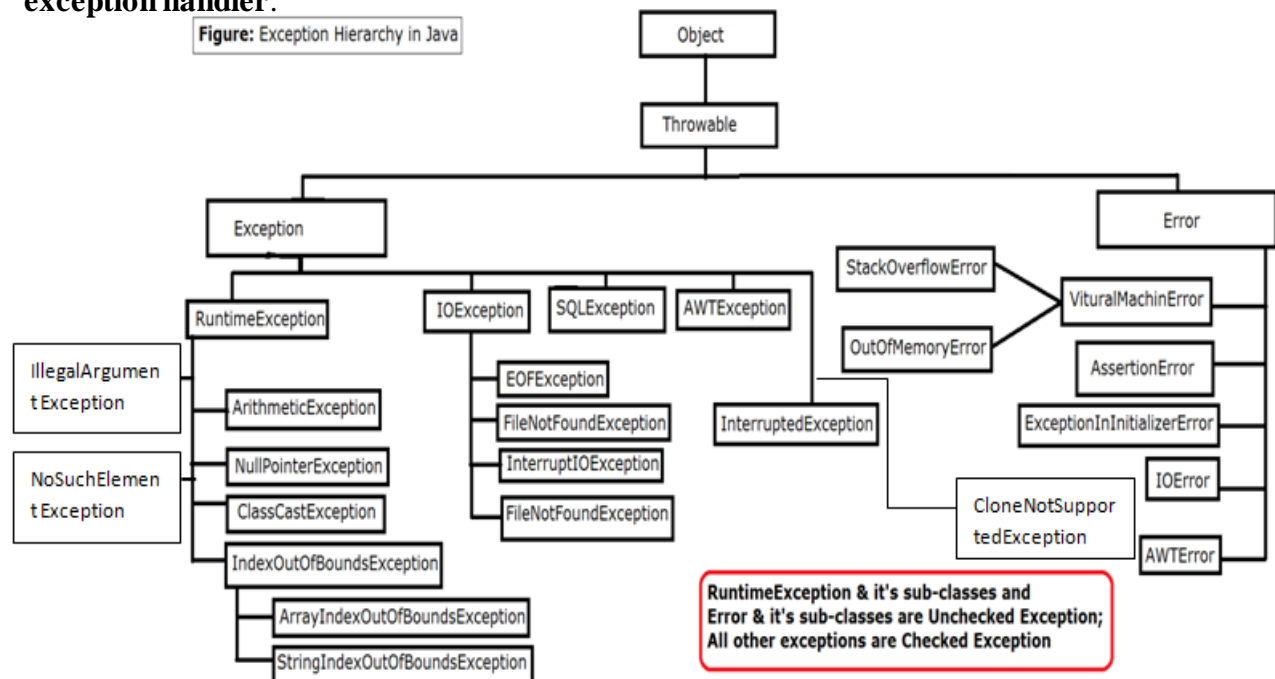 exception handler.
Figure: Exception Hierarchy in Java
Object
Throwable
Exception
Error
RuntimeException
IOException
SQLException
AWTException
StackOverflowError
VituralMachinError
OutOfMemoryError
IllegalArgumen
tException
ArithmeticException
NoSuchElemen
tException
NullPointerException
ClassCastException
IndexOutOfBoundsException
ArrayIndexOutOfBoundsException
StringIndexOutOfBoundsException
EOFException
FileNotFoundException
InterruptIOException
FileNotFoundException
InterruptedException
CloneNotSuppor
tedException
AssertionError
ExceptionInInitializerError
IOError
AWTError
RuntimeException & it's sub-classes and
Error & it's sub-classes are Unchecked Exception;
All other exceptions are Checked Exception